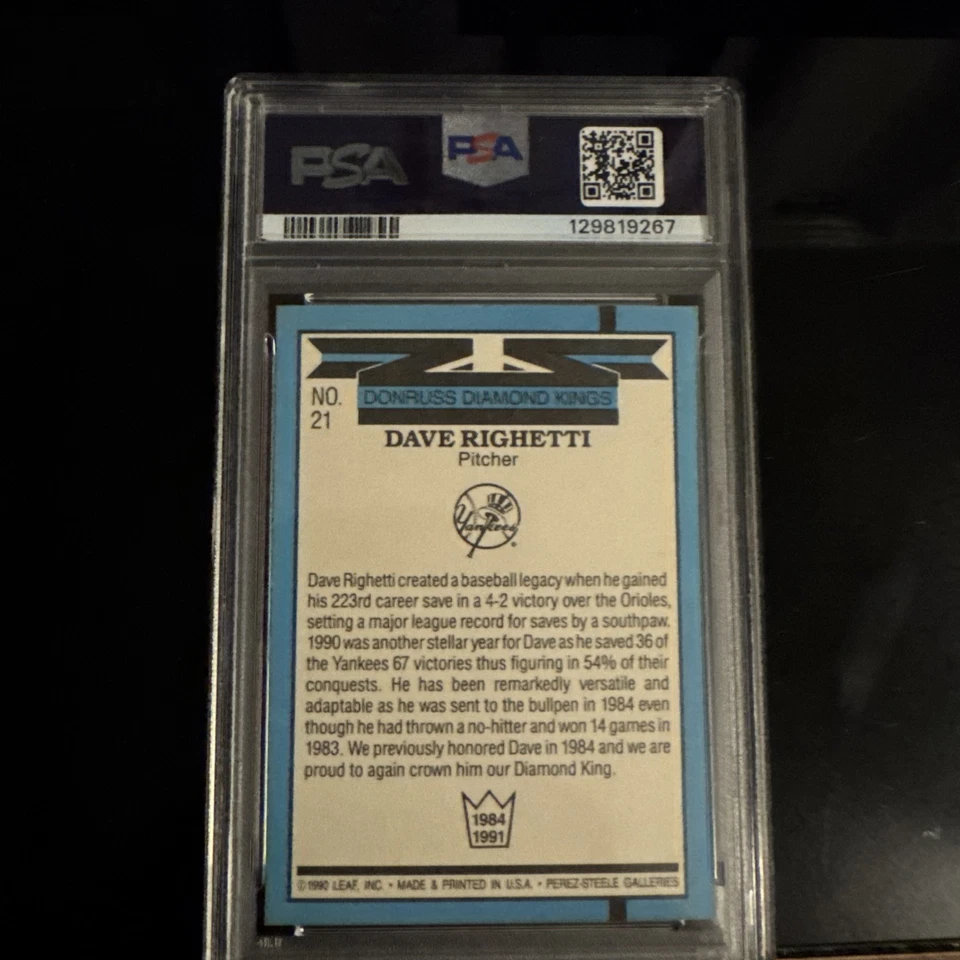 PSA PSA
129819267
DONRUSS DIAMOND KINGS
NO.
21
DAVE RIGHETTI
Pitcher
Yankees
Dave Righetti created a baseball legacy when he gained
his 223rd career save in a 4-2 victory over the Orioles,
setting a major league record for saves by a southpaw.
1990 was another stellar year for Dave as he saved 36 of
the Yankees 67 victories thus figuring in 54% of their
conquests. He has been remarkedly versatile and
adaptable as he was sent to the bullpen in 1984 even
though he had thrown a no-hitter and won 14 games in
1983. We previously honored Dave in 1984 and we are
proud to again crown him our Diamond King.
1984
1991
© 1990 LEAF, INC. • MADE & PRINTED IN U.S.A. • PEREZ-STEELE GALLERIES